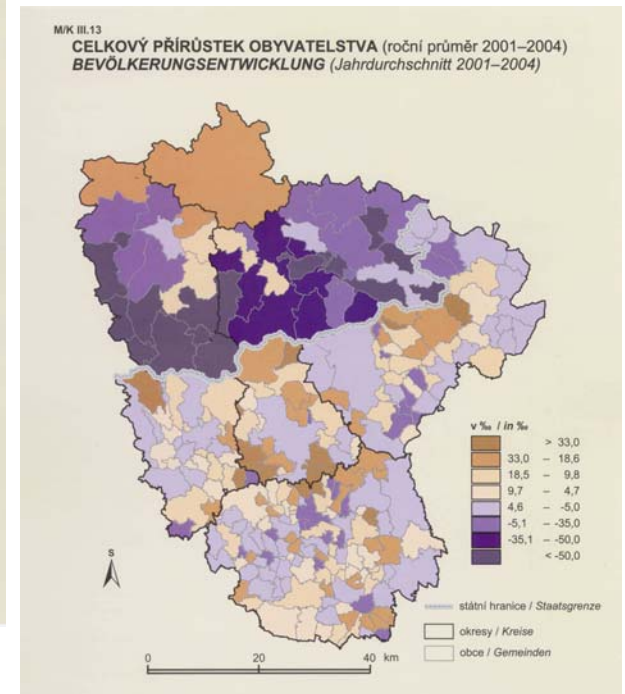 M/K III.13
CELKOVÝ PŘÍRŮSTEK OBYVATELSTVA (roční průměr 2001–2004)
BEVÖLKERUNGSENTWICKLUNG (Jahrdurchschnitt 2001–2004)
v ‰ / in ‰
> 33,0
33,0 – 18,6
18,5 – 9,8
9,7 – 4,7
4,6 – -5,0
-5,1 – -35,0
-35,1 – -50,0
< -50,0
S
státní hranice / Staatsgrenze
okresy / Kreise
obce / Gemeinden
0 20 40 km